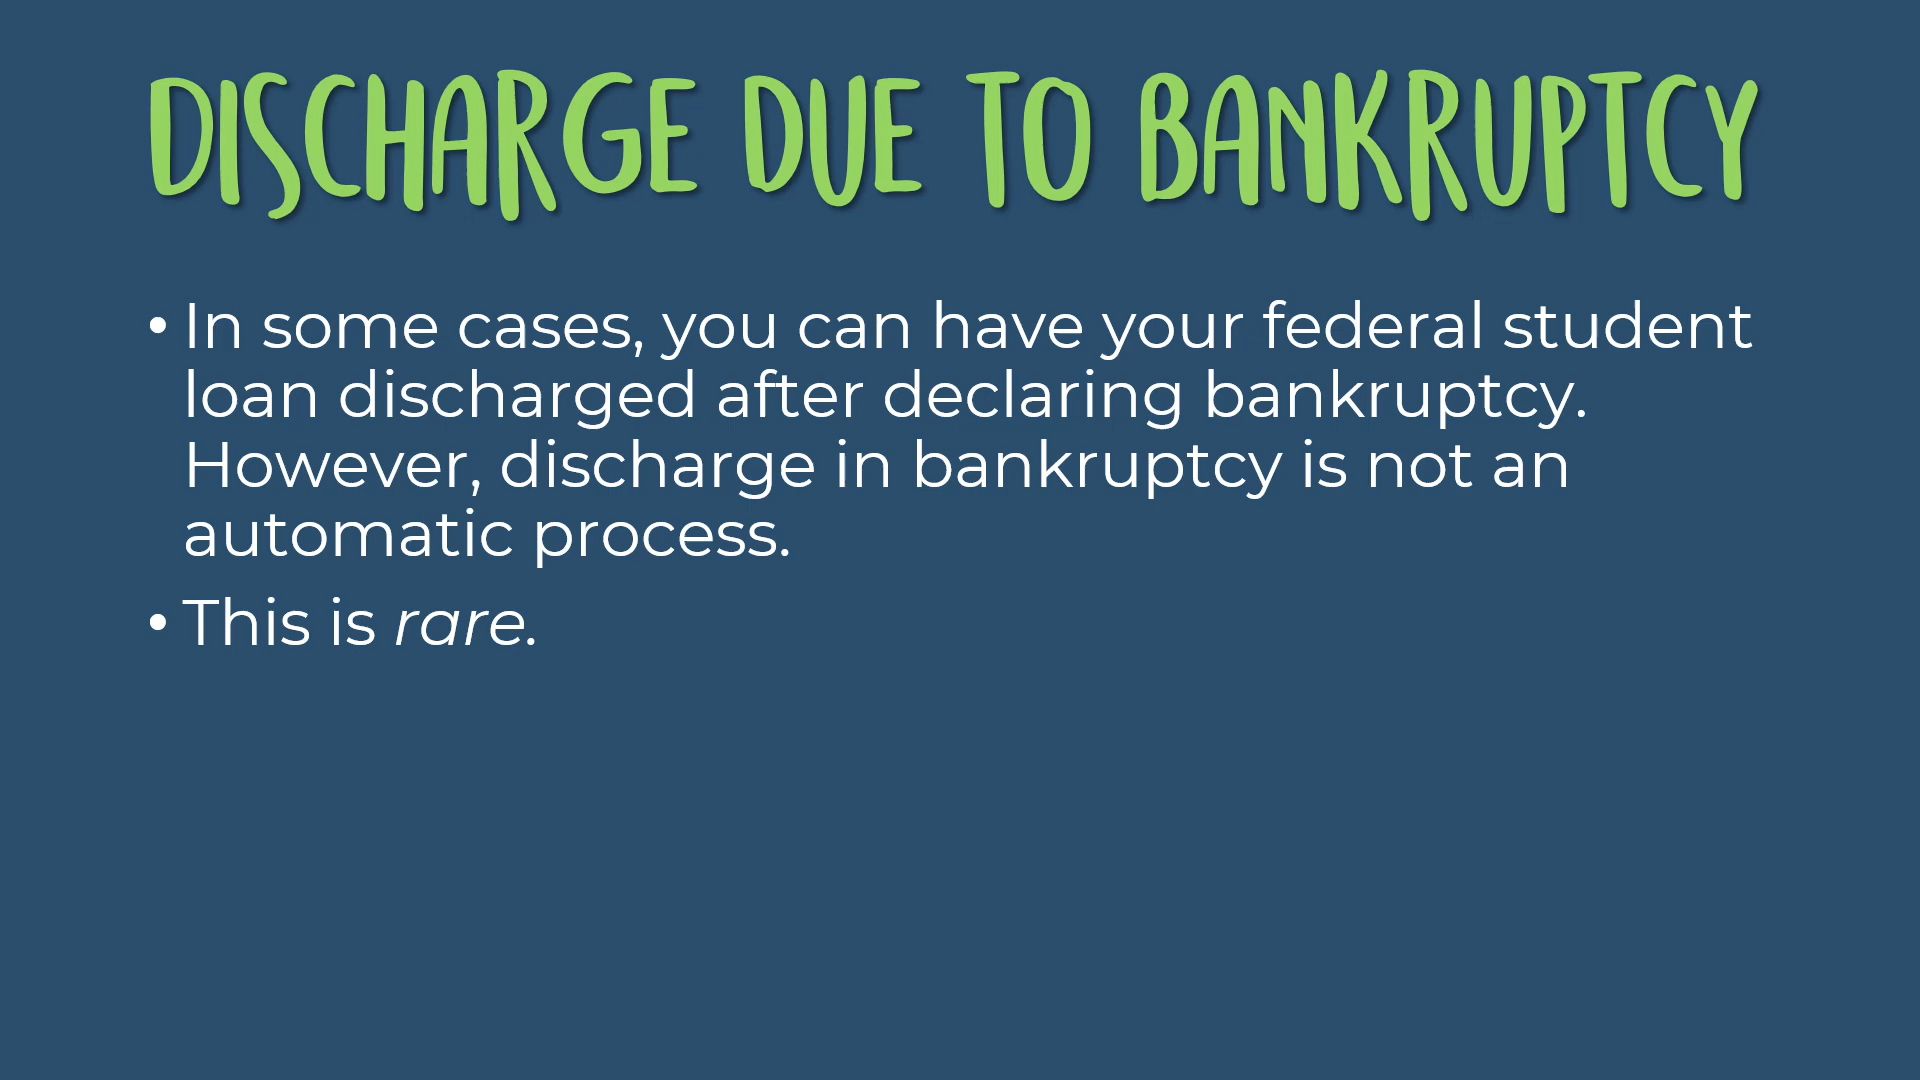 DISCHARGE DUE TO BANKRUPTCY
• In some cases, you can have your federal student
loan discharged after declaring bankruptcy.
However, discharge in bankruptcy is not an
automatic process.
• This is rare.